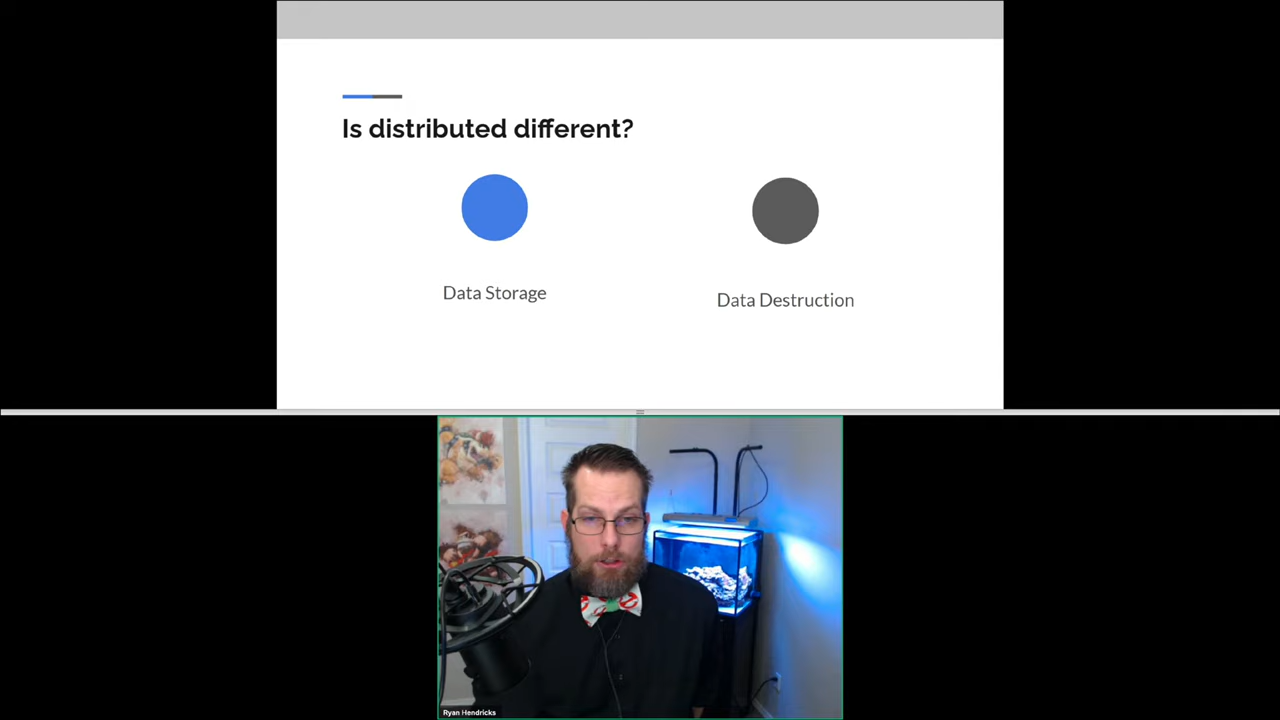 Is distributed different?
Data Storage
Data Destruction
Ryan Hendricks